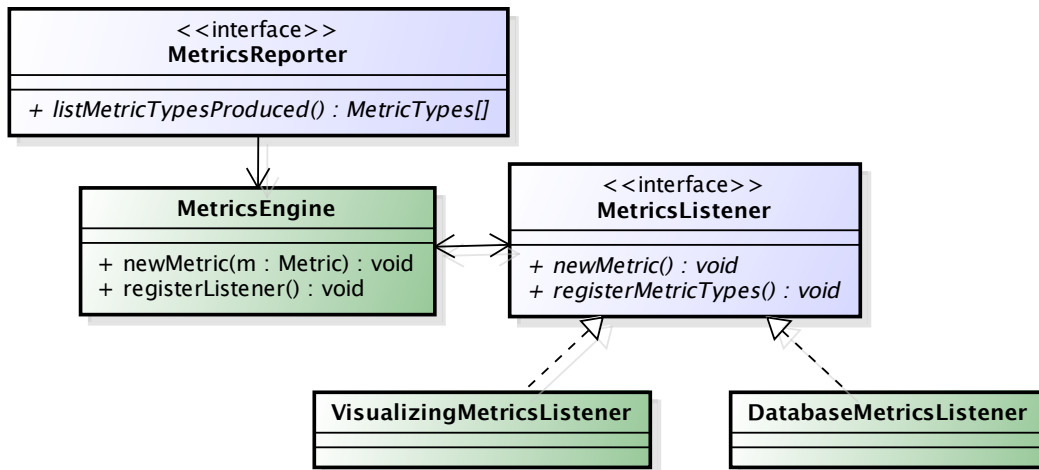 <<interface>>
MetricsReporter
+ listMetricTypesProduced() : MetricTypes[]
MetricsEngine
+ newMetric(m : Metric) : void
+ registerListener() : void
<<interface>>
MetricsListener
+ newMetric() : void
+ registerMetricTypes() : void
VisualizingMetricsListener
DatabaseMetricsListener